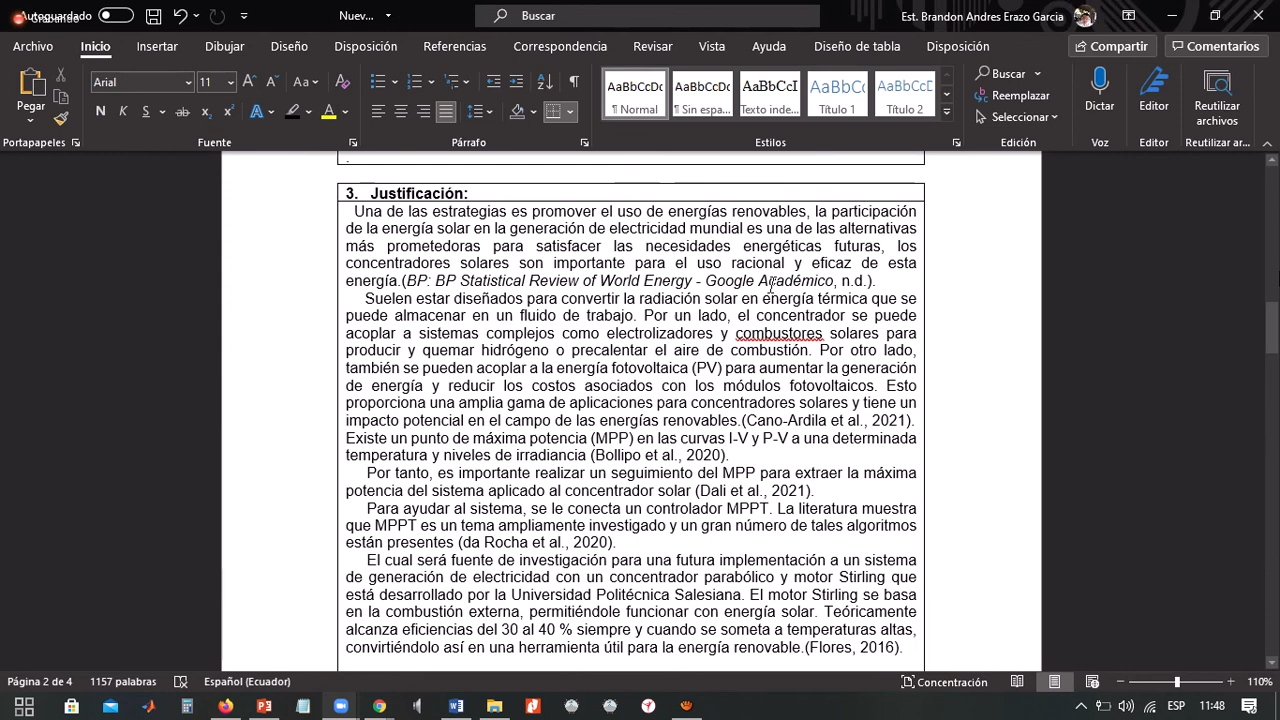 Autoguardado
Nuev...
Buscar
Est. Brandon Andres Erazo Garcia
Archivo Inicio Insertar Dibujar Diseño Disposición Referencias Correspondencia Revisar Vista Ayuda Diseño de tabla Disposición Compartir Comentarios
Pegar
Arial 11
Aa
N K S ab x₂ x²
AaBbCcDc AaBbCcDc AaBbCcI AaBbC AaBbCc
¶ Normal ¶ Sin espa... Texto inde... Título 1 Título 2
Buscar
Reemplazar
Seleccionar
Dictar
Editor
Reutilizar archivos
Portapapeles Fuente Párrafo Estilos Edición Voz Editor Reutilizar ar...
.
3. Justificación:
Una de las estrategias es promover el uso de energías renovables, la participación
de la energía solar en la generación de electricidad mundial es una de las alternativas
más prometedoras para satisfacer las necesidades energéticas futuras, los
concentradores solares son importante para el uso racional y eficaz de esta
energía.(BP: BP Statistical Review of World Energy - Google Académico, n.d.).
Suelen estar diseñados para convertir la radiación solar en energía térmica que se
puede almacenar en un fluido de trabajo. Por un lado, el concentrador se puede
acoplar a sistemas complejos como electrolizadores y combustores solares para
producir y quemar hidrógeno o precalentar el aire de combustión. Por otro lado,
también se pueden acoplar a la energía fotovoltaica (PV) para aumentar la generación
de energía y reducir los costos asociados con los módulos fotovoltaicos. Esto
proporciona una amplia gama de aplicaciones para concentradores solares y tiene un
impacto potencial en el campo de las energías renovables.(Cano-Ardila et al., 2021).
Existe un punto de máxima potencia (MPP) en las curvas I-V y P-V a una determinada
temperatura y niveles de irradiancia (Bollipo et al., 2020).
Por tanto, es importante realizar un seguimiento del MPP para extraer la máxima
potencia del sistema aplicado al concentrador solar (Dali et al., 2021).
Para ayudar al sistema, se le conecta un controlador MPPT. La literatura muestra
que MPPT es un tema ampliamente investigado y un gran número de tales algoritmos
están presentes (da Rocha et al., 2020).
El cual será fuente de investigación para una futura implementación a un sistema
de generación de electricidad con un concentrador parabólico y motor Stirling que
está desarrollado por la Universidad Politécnica Salesiana. El motor Stirling se basa
en la combustión externa, permitiéndole funcionar con energía solar. Teóricamente
alcanza eficiencias del 30 al 40 % siempre y cuando se someta a temperaturas altas,
convirtiéndolo así en una herramienta útil para la energía renovable.(Flores, 2016).
Página 2 de 4 1157 palabras Español (Ecuador) Concentración 110%
ESP 11:48